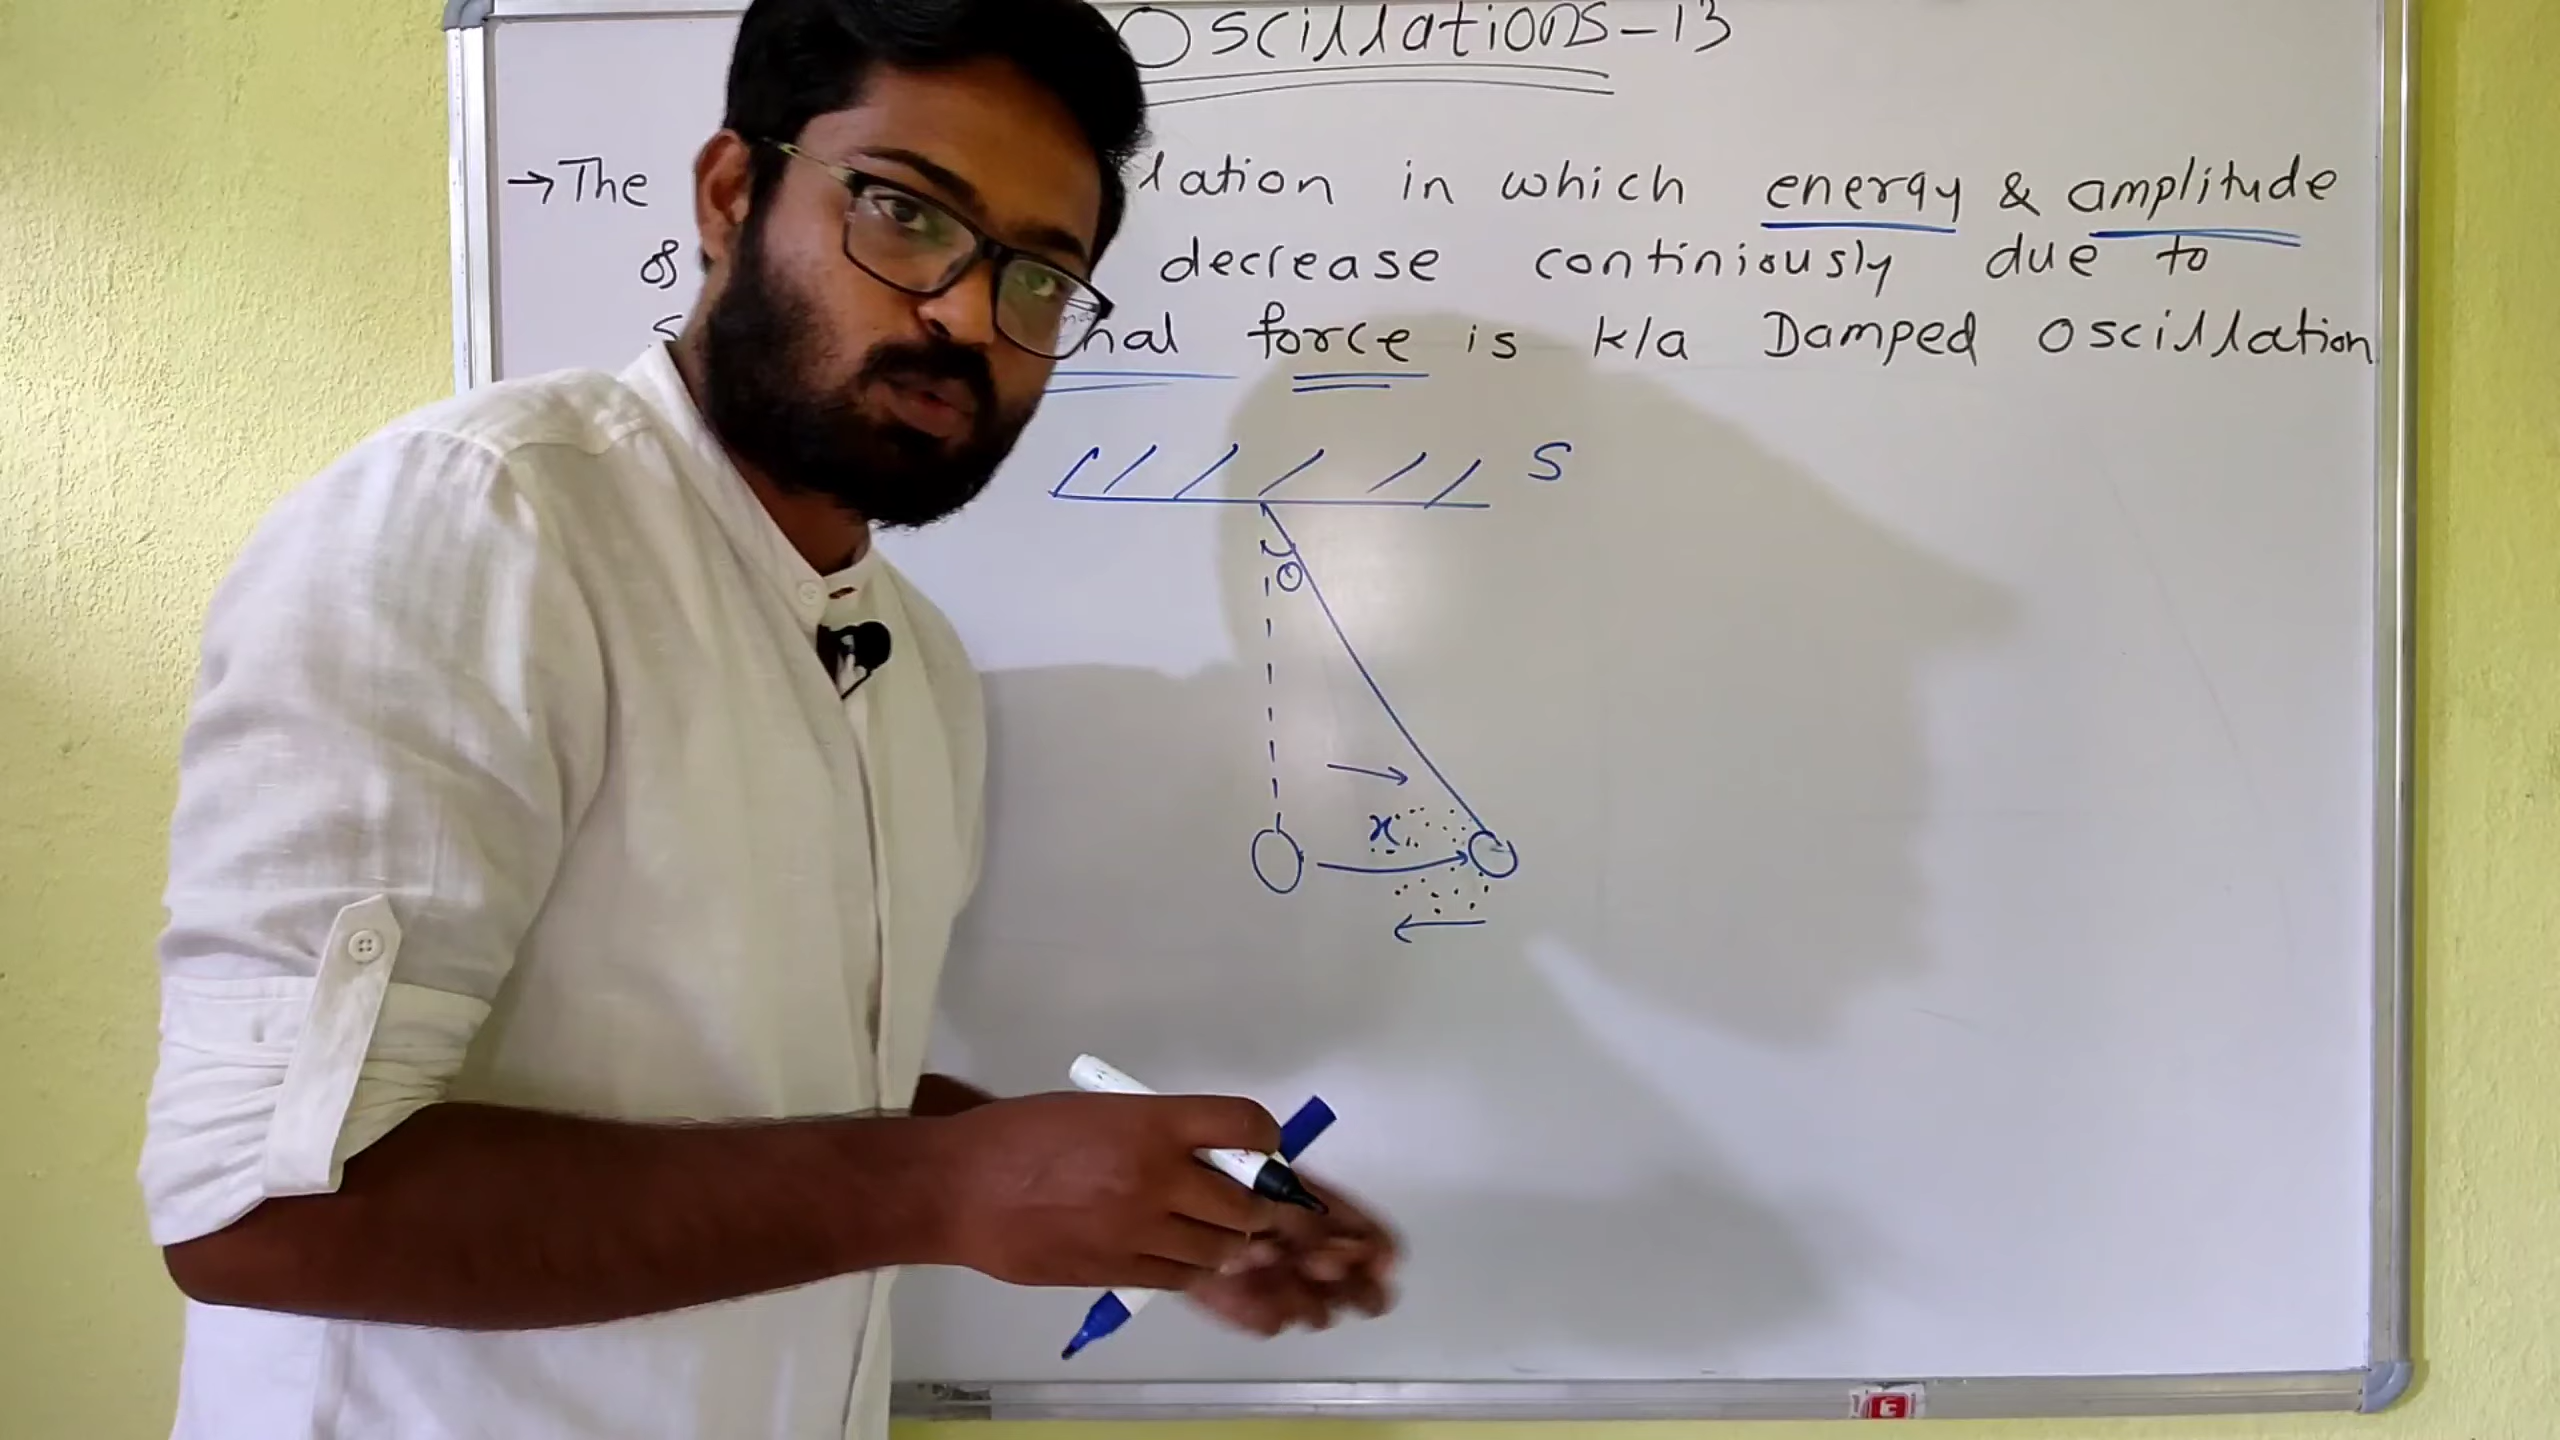 Oscillations-13
→The lation in which energy & amplitude
decrease continiously due to
nal force is k/a Damped oscillation
S
x